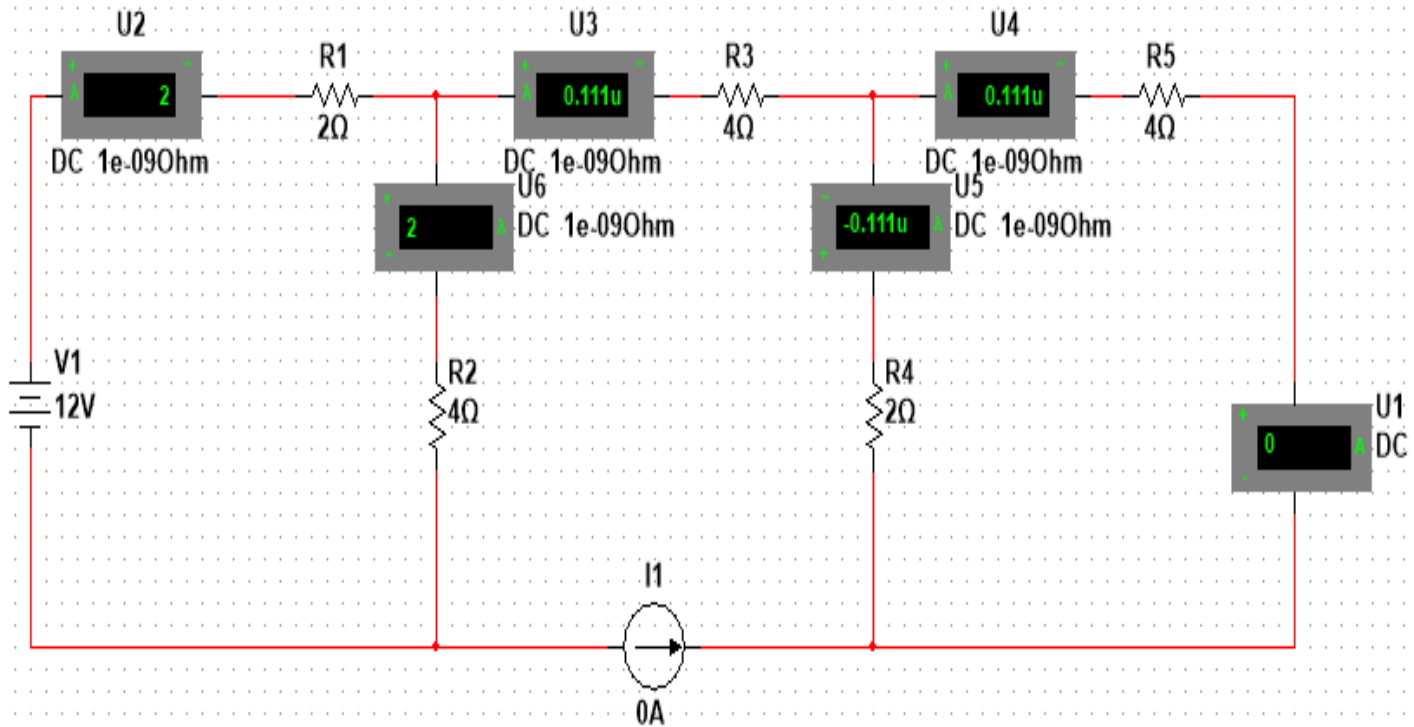 U2
U3
U4
+ -
A 2
R1
2Ω
+ -
A 0.111u
R3
4Ω
+ -
A 0.111u
R5
4Ω
DC 1e-09Ohm
DC 1e-09Ohm
DC 1e-09Ohm
U6
+
2 A
-
DC 1e-09Ohm
U5
-
-0.111u A
+
DC 1e-09Ohm
V1
12V
R2
4Ω
R4
2Ω
U1
+
0 A
-
DC
I1
0A